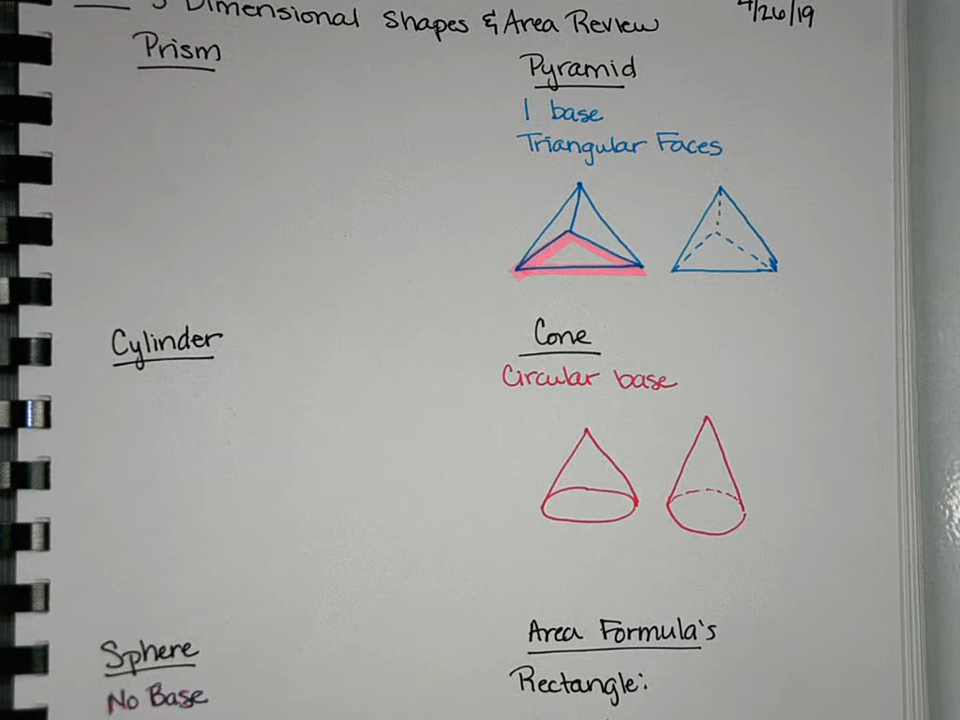 3 Dimensional Shapes & Area Review
4/26/19
Prism
Pyramid
1 base
Triangular Faces
Cylinder
Cone
Circular base
Sphere
No Base
Area Formula's
Rectangle: